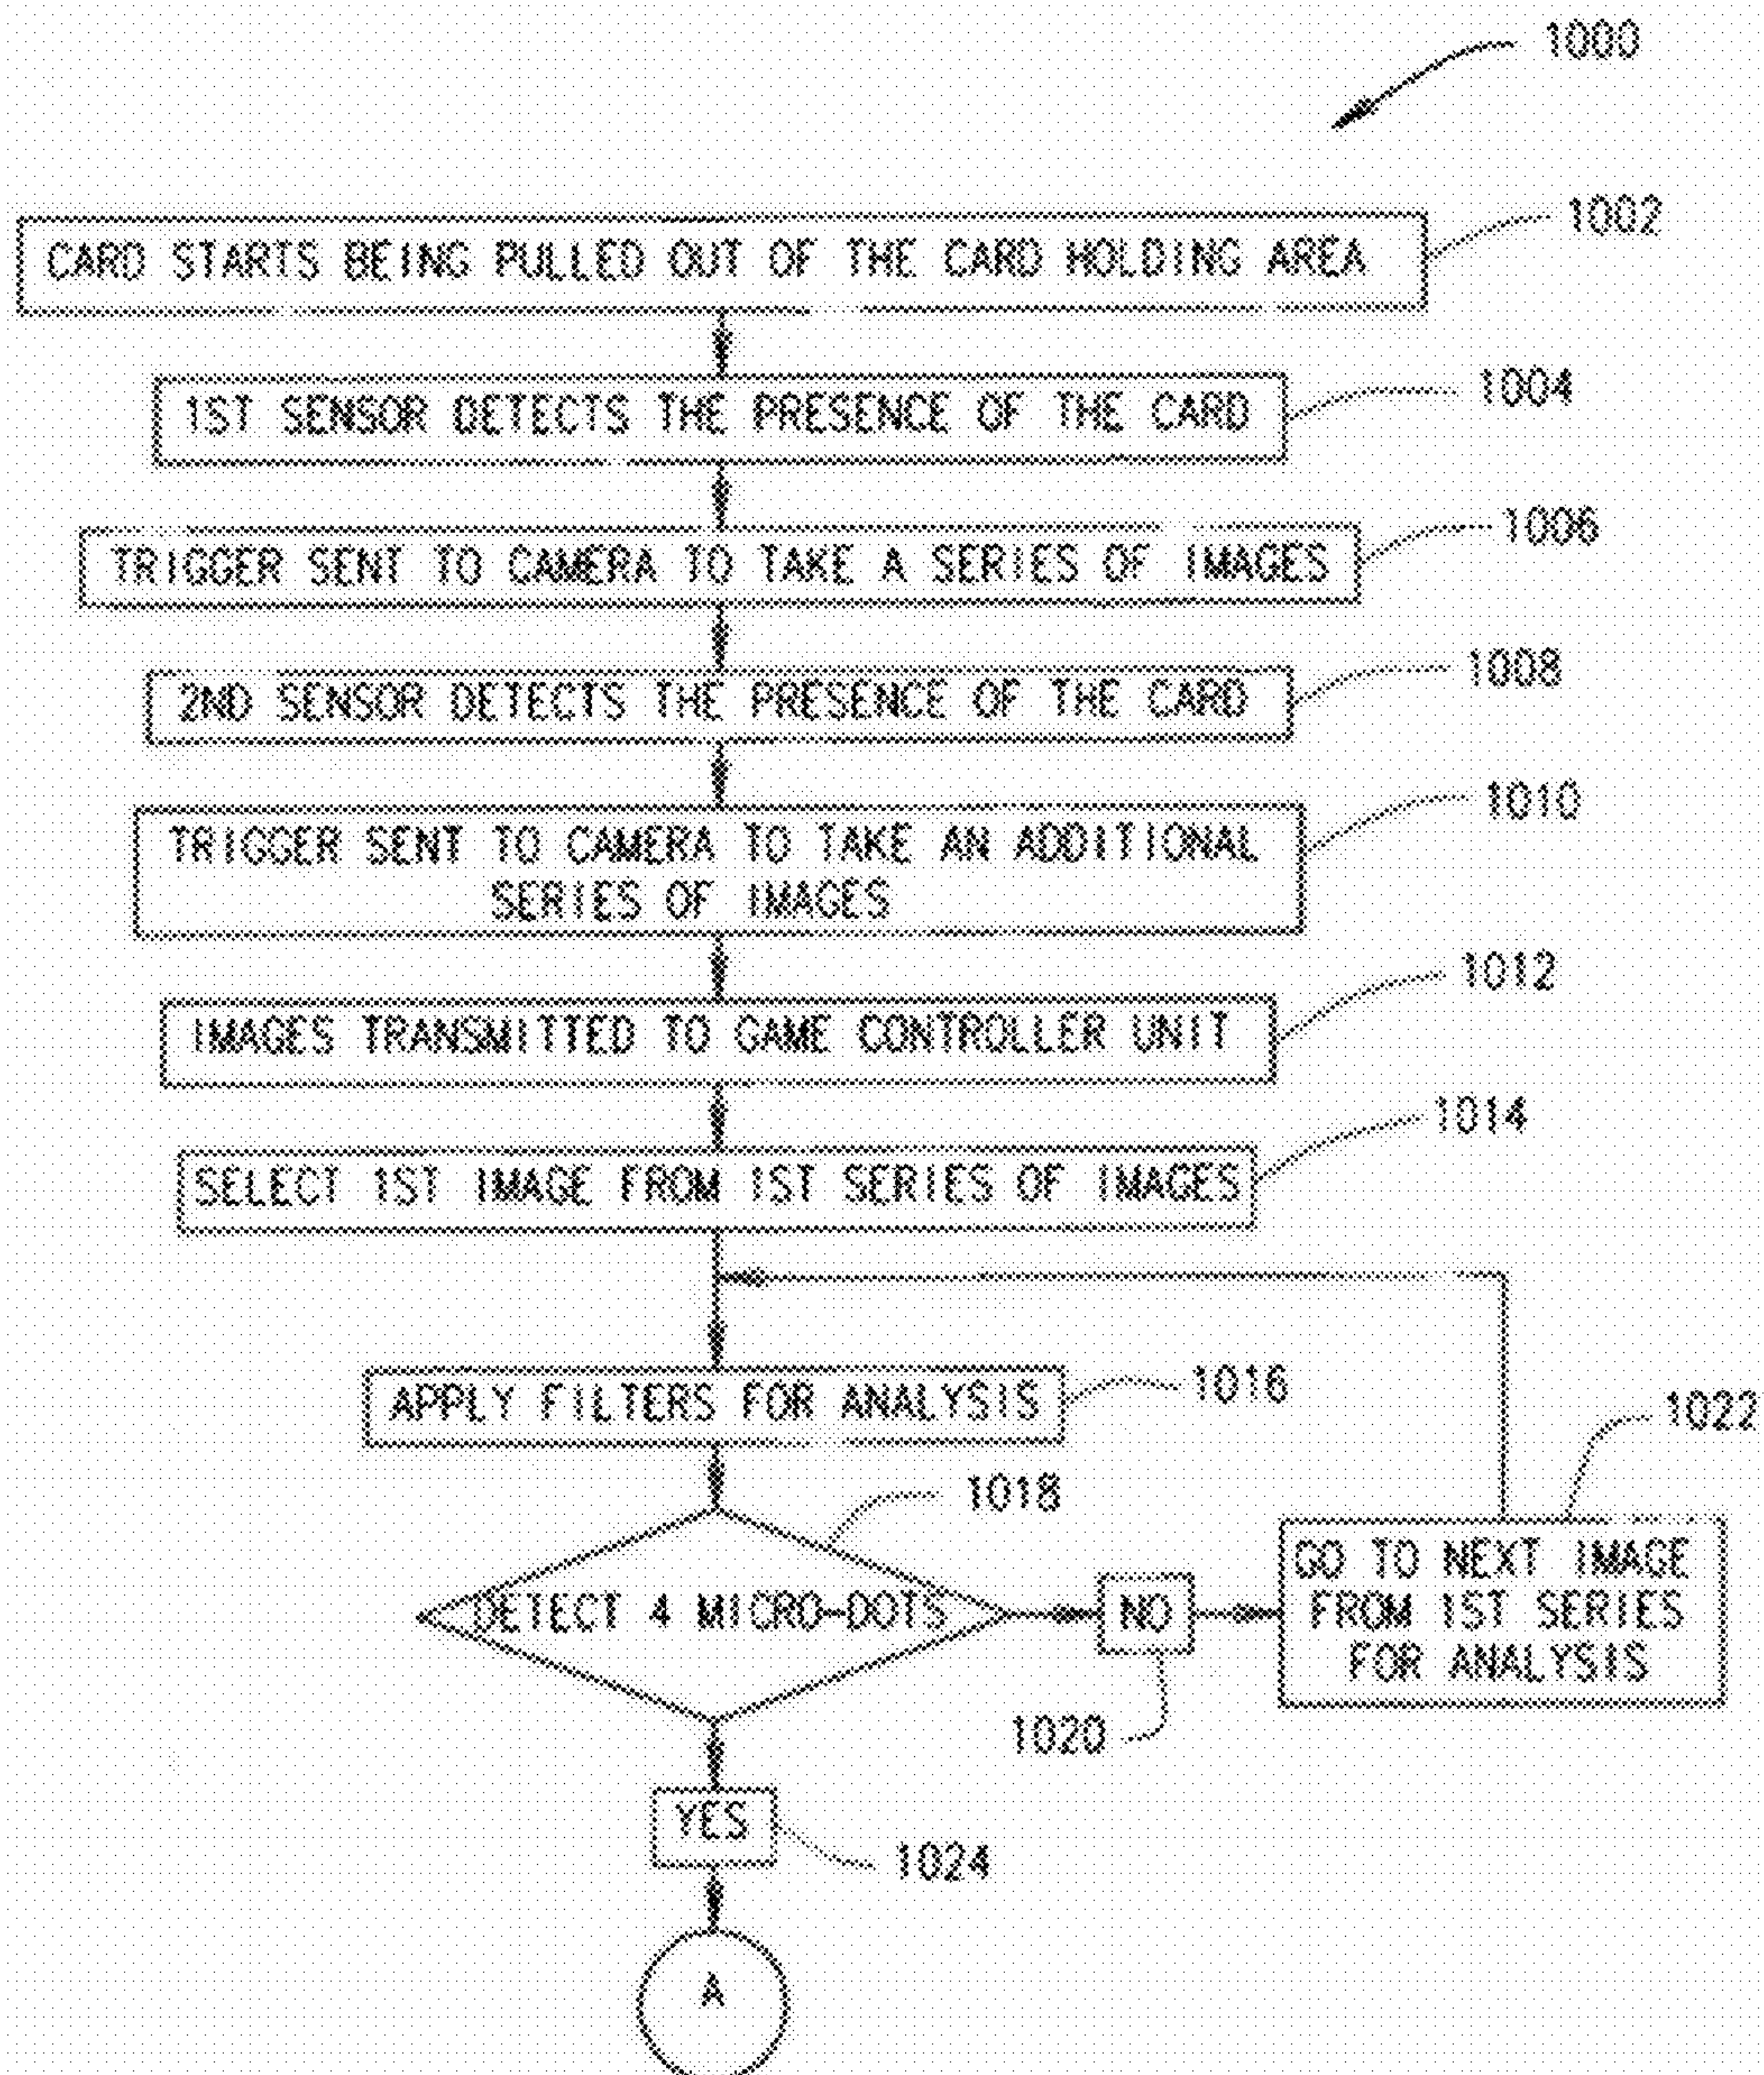 1000
CARD STARTS BEING PULLED OUT OF THE CARD HOLDING AREA
1002
1ST SENSOR DETECTS THE PRESENCE OF THE CARD
1004
TRIGGER SENT TO CAMERA TO TAKE A SERIES OF IMAGES
1006
2ND SENSOR DETECTS THE PRESENCE OF THE CARD
1008
TRIGGER SENT TO CAMERA TO TAKE AN ADDITIONAL
SERIES OF IMAGES
1010
IMAGES TRANSMITTED TO GAME CONTROLLER UNIT
1012
SELECT 1ST IMAGE FROM 1ST SERIES OF IMAGES
1014
APPLY FILTERS FOR ANALYSIS
1016
DETECT 4 MICRO-DOTS
1018
NO
1020
GO TO NEXT IMAGE
FROM 1ST SERIES
FOR ANALYSIS
1022
YES
1024
A